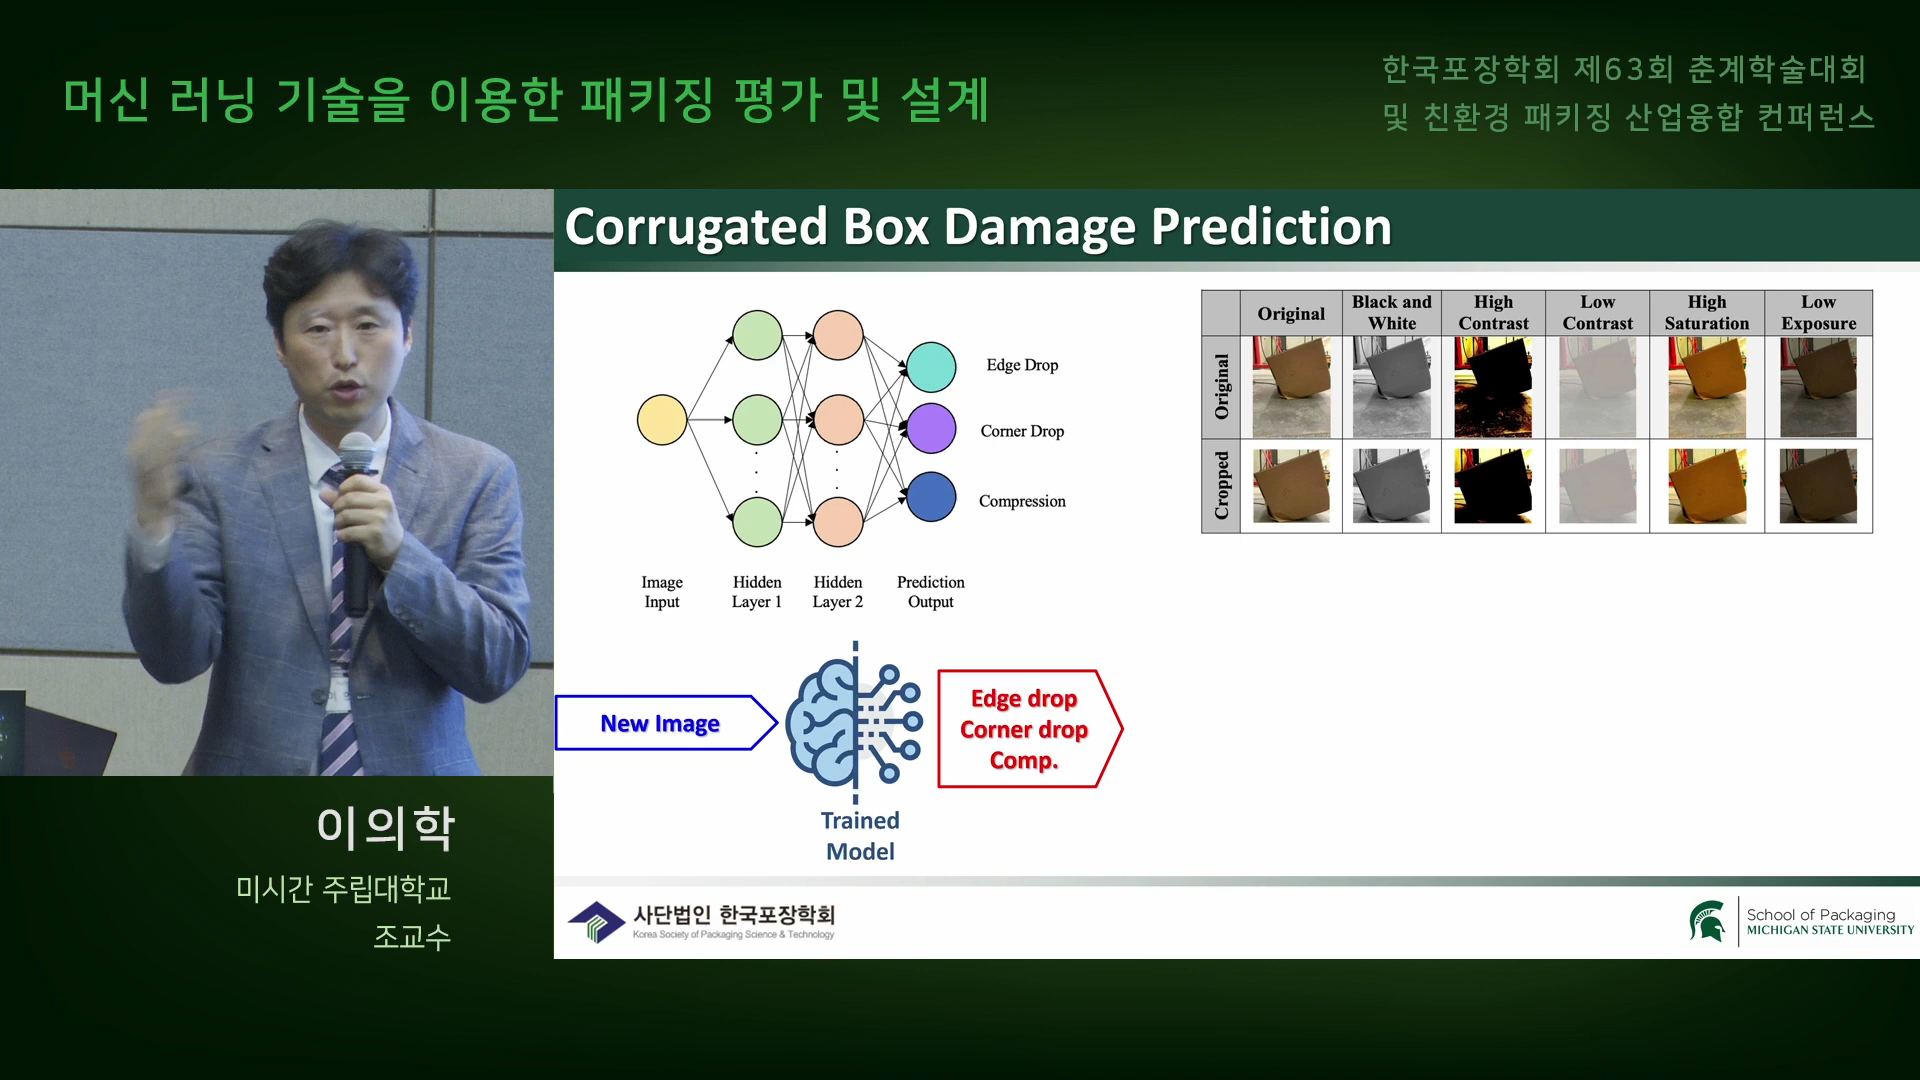 머신 러닝 기술을 이용한 패키징 평가 및 설계
한국포장학회 제63회 춘계학술대회
및 친환경 패키징 산업융합 컨퍼런스
Corrugated Box Damage Prediction
Edge Drop
Corner Drop
Compression
Image Input
Hidden Layer 1
Hidden Layer 2
Prediction Output
Original
Black and White
High Contrast
Low Contrast
High Saturation
Low Exposure
Original
Cropped
New Image
Edge drop
Corner drop
Comp.
Trained
Model
이의학
미시간 주립대학교
조교수
사단법인 한국포장학회
Korea Society of Packaging Science & Technology
School of Packaging
MICHIGAN STATE UNIVERSITY